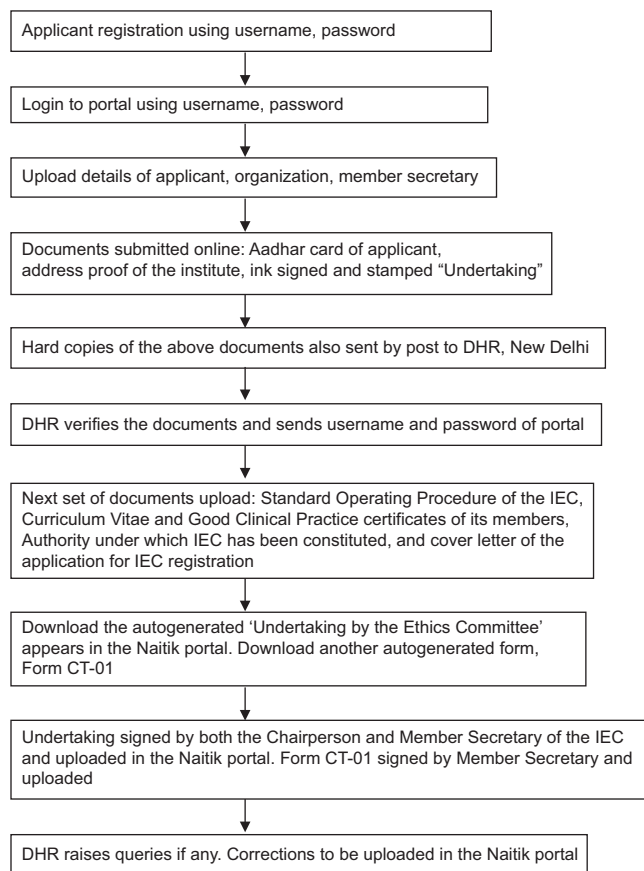 Applicant registration using username, password
Login to portal using username, password
Upload details of applicant, organization, member secretary
Documents submitted online: Aadhar card of applicant,
address proof of the institute, ink signed and stamped “Undertaking”
Hard copies of the above documents also sent by post to DHR, New Delhi
DHR verifies the documents and sends username and password of portal
Next set of documents upload: Standard Operating Procedure of the IEC,
Curriculum Vitae and Good Clinical Practice certificates of its members,
Authority under which IEC has been constituted, and cover letter of the
application for IEC registration
Download the autogenerated ‘Undertaking by the Ethics Committee’
appears in the Naitik portal. Download another autogenerated form,
Form CT-01
Undertaking signed by both the Chairperson and Member Secretary of the IEC
and uploaded in the Naitik portal. Form CT-01 signed by Member Secretary and
uploaded
DHR raises queries if any. Corrections to be uploaded in the Naitik portal